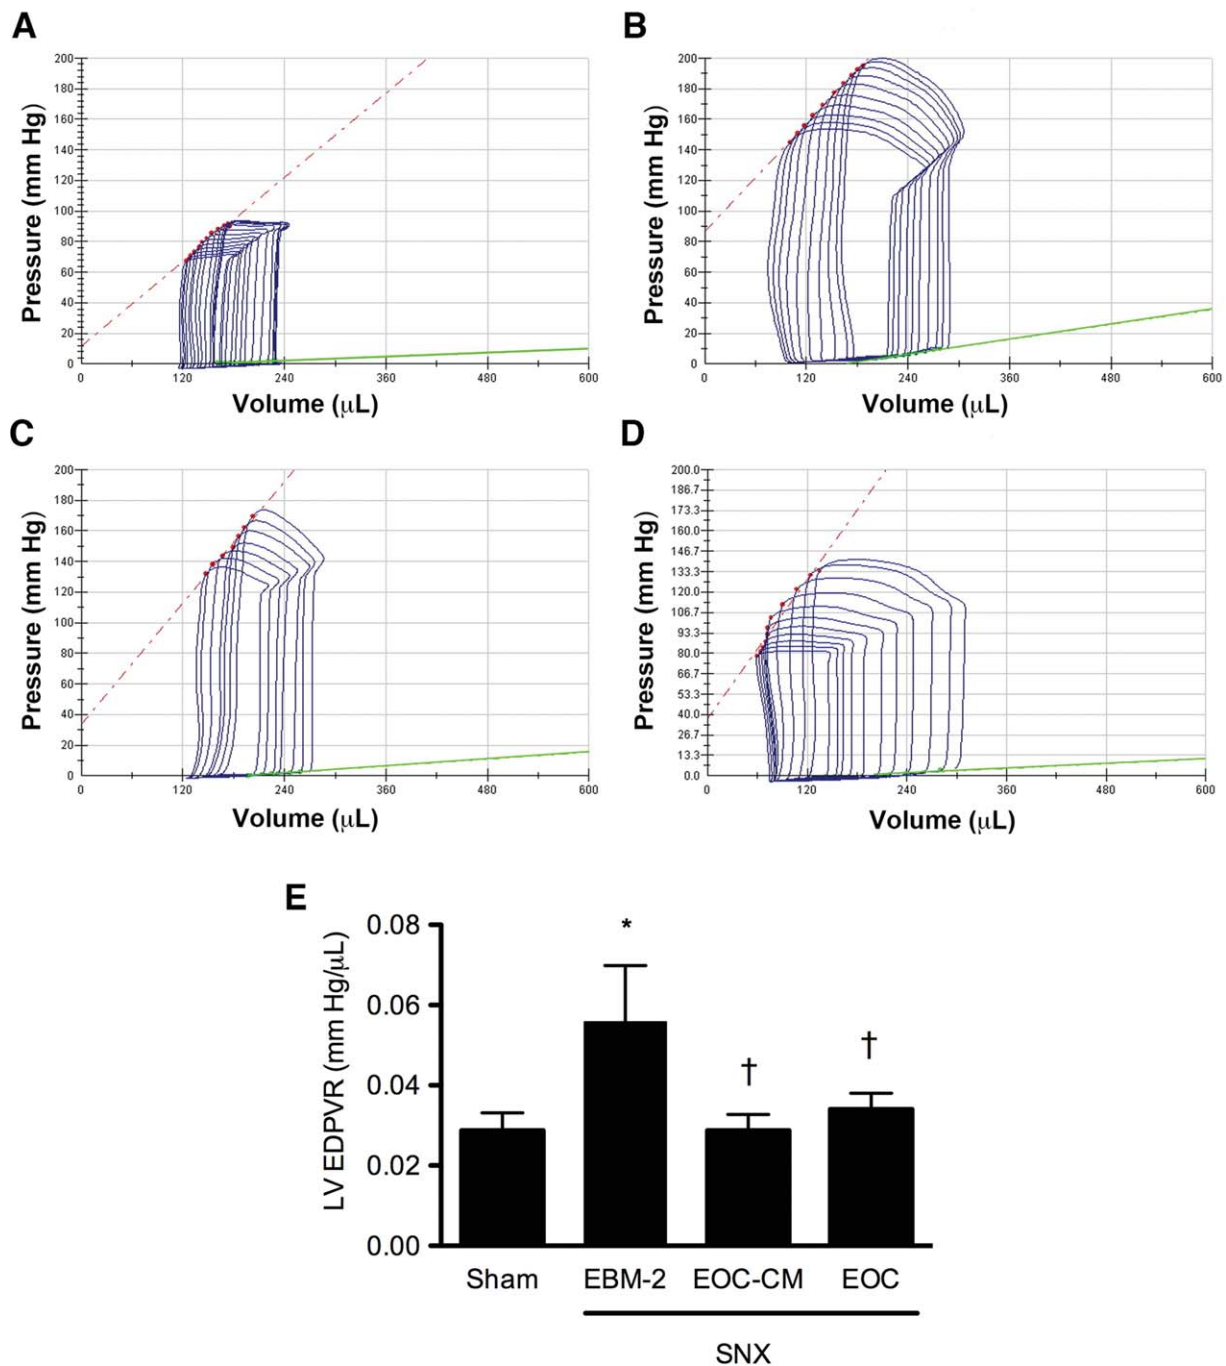 A
B
Pressure (mm Hg)
200
180
160
140
120
100
80
60
40
20
0
0 120 240 360 480 600
Volume (μL)
Pressure (mm Hg)
200
180
160
140
120
100
80
60
40
20
0
0 120 240 360 480 600
Volume (μL)
C
D
Pressure (mm Hg)
200
180
160
140
120
100
80
60
40
20
0
0 120 240 360 480 600
Volume (μL)
Pressure (mm Hg)
200.0
186.7
173.3
160.0
146.7
133.3
120.0
106.7
93.3
80.0
66.7
53.3
40.0
26.7
13.3
0.0
0 120 240 360 480 600
Volume (μL)
E
LV EDPVR (mm Hg/μL)
0.08
0.06
0.04
0.02
0.00
*
†
†
Sham EBM-2 EOC-CM EOC
SNX